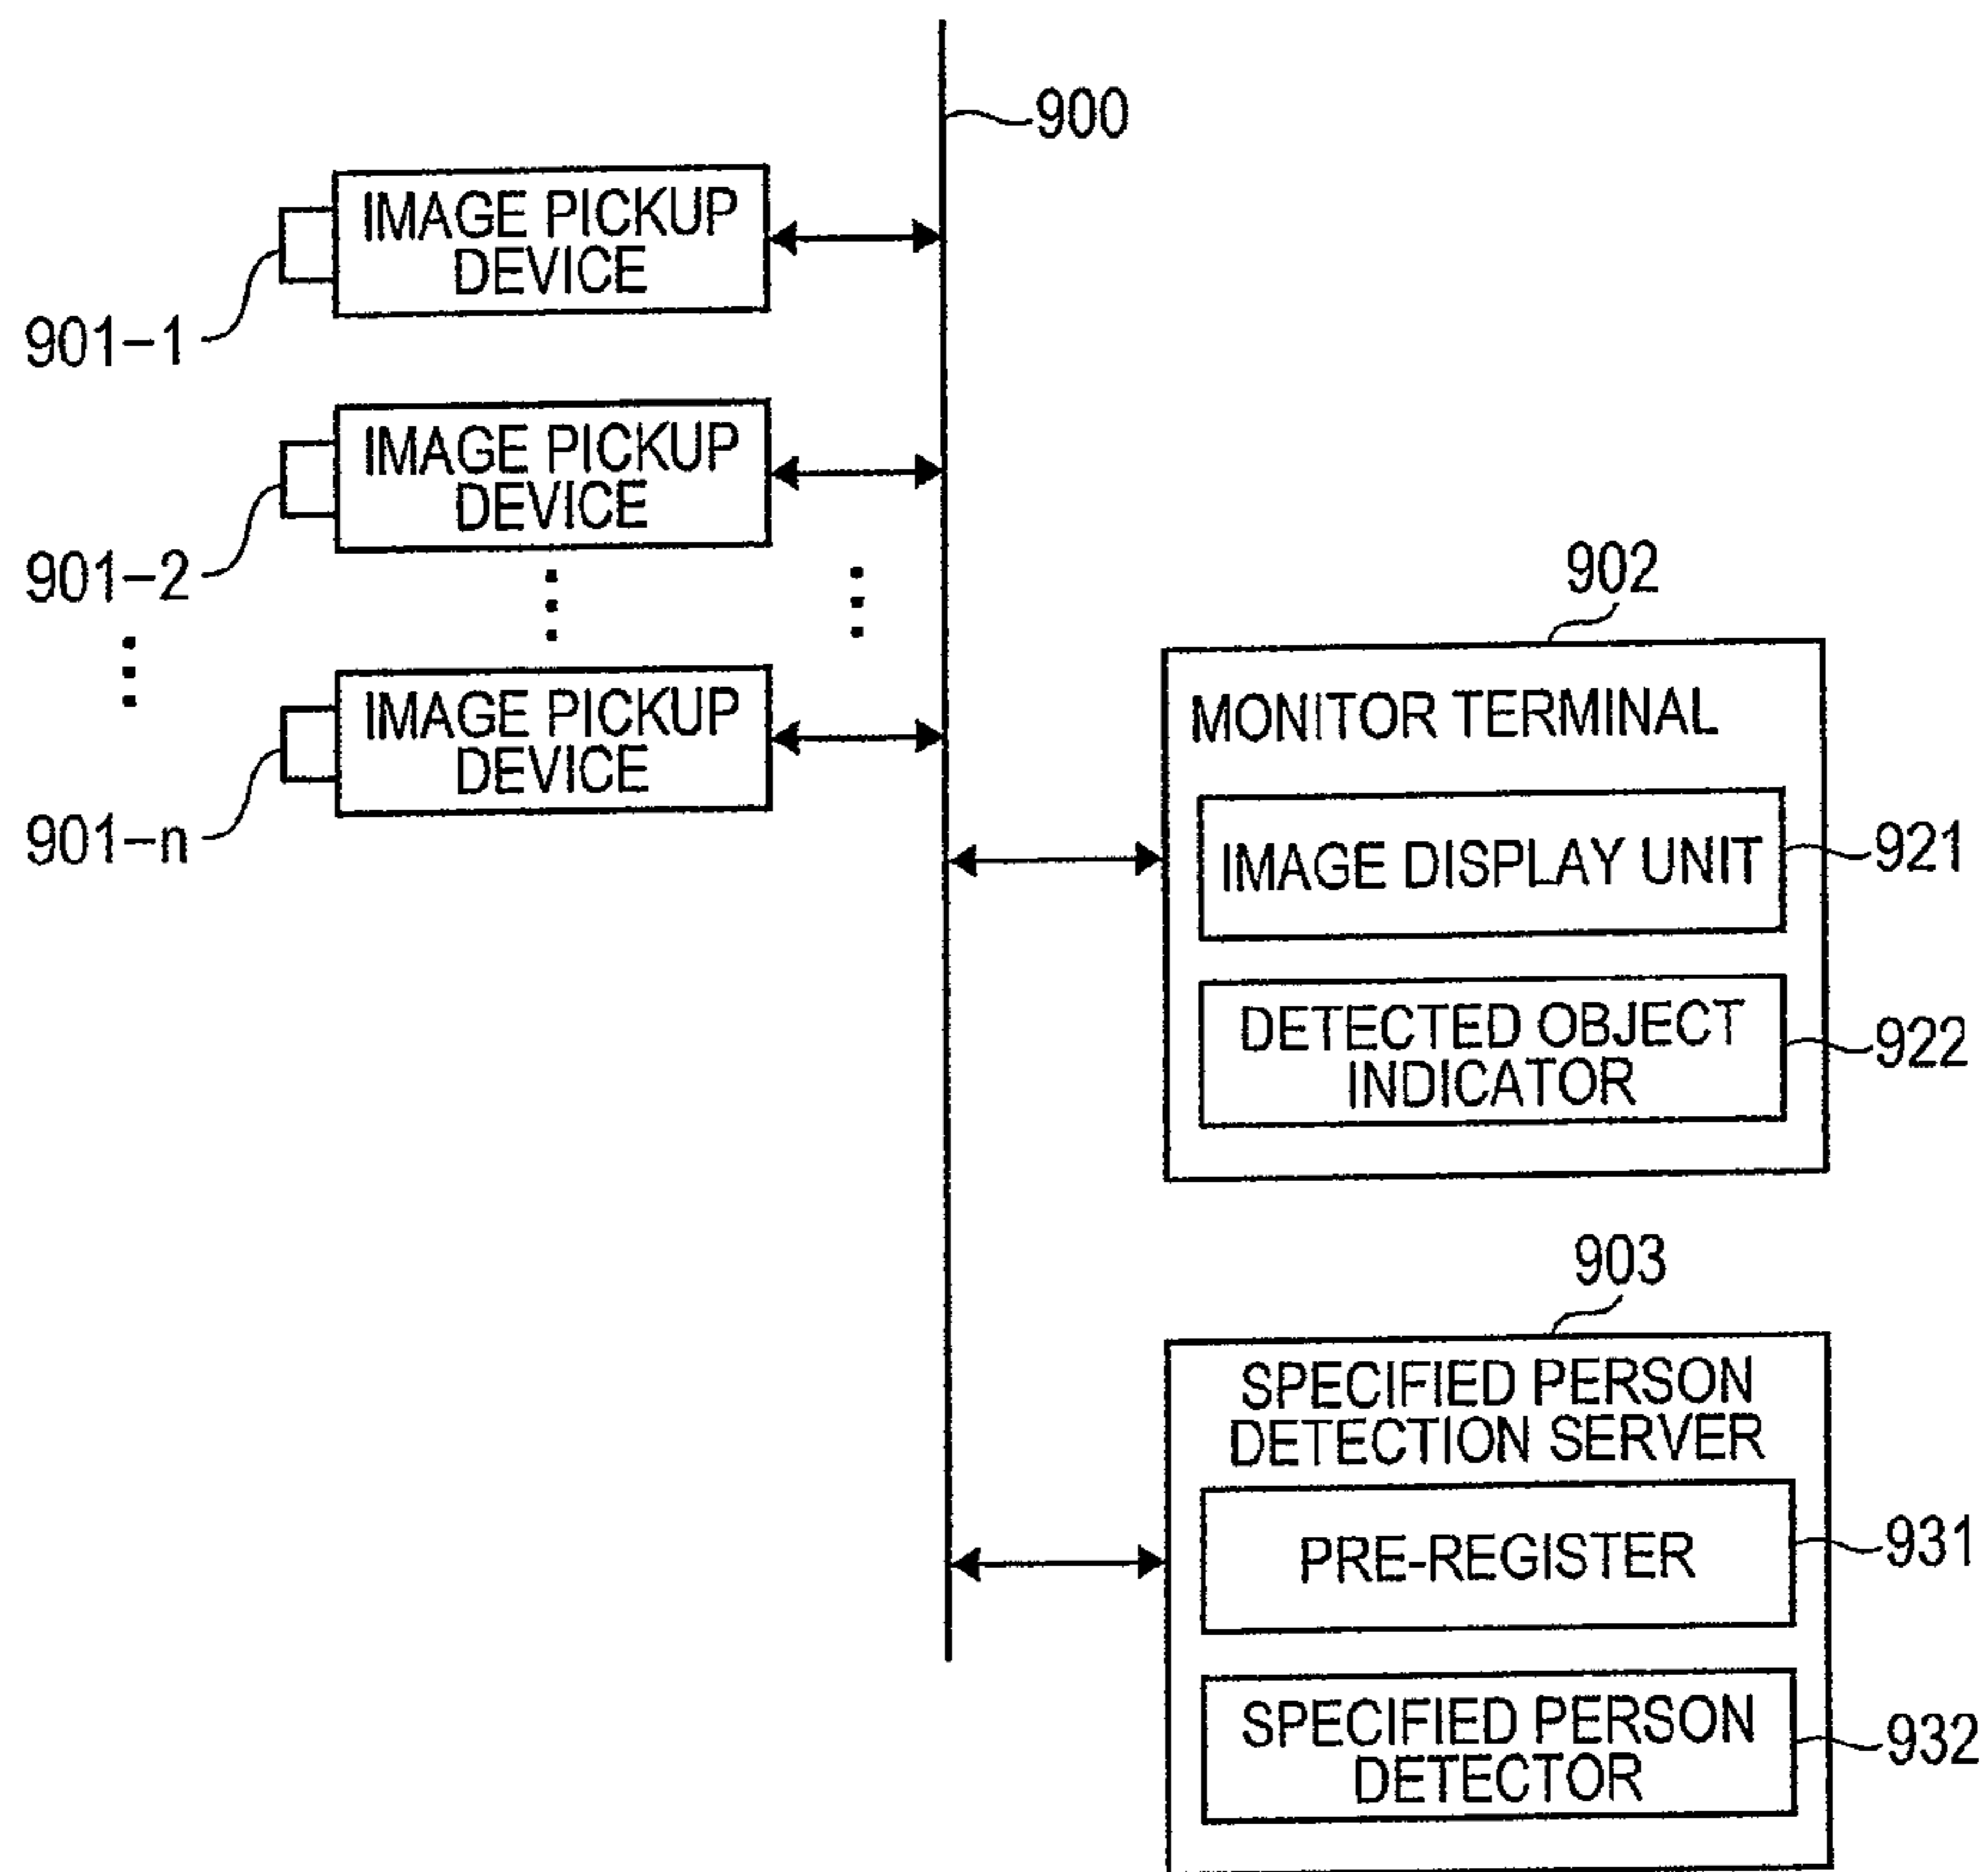 900
IMAGE PICKUP
DEVICE
901-1
IMAGE PICKUP
DEVICE
901-2
IMAGE PICKUP
DEVICE
901-n
902
MONITOR TERMINAL
IMAGE DISPLAY UNIT
921
DETECTED OBJECT
INDICATOR
922
903
SPECIFIED PERSON
DETECTION SERVER
PRE-REGISTER
931
SPECIFIED PERSON
DETECTOR
932